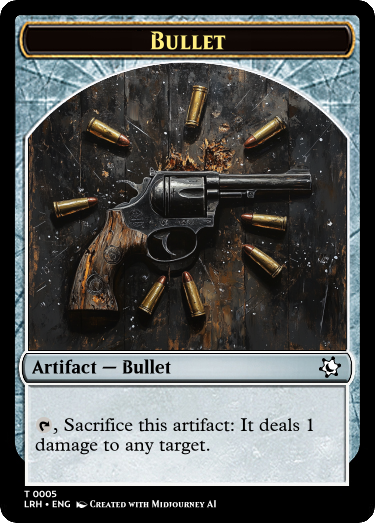 BULLET
Artifact — Bullet
, Sacrifice this artifact: It deals 1
damage to any target.
T 0005
LRH • ENG CREATED WITH MIDJOURNEY AI